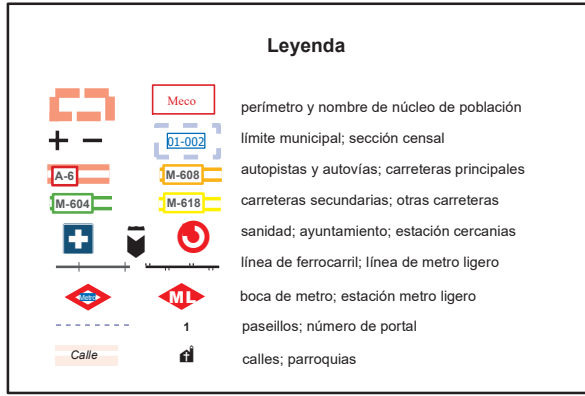 Leyenda
Meco perímetro y nombre de núcleo de población
01-002 límite municipal; sección censal
A-6 M-608 autopistas y autovías; carreteras principales
M-604 M-618 carreteras secundarias; otras carreteras
sanidad; ayuntamiento; estación cercanias
línea de ferrocarril; línea de metro ligero
Metro ML boca de metro; estación metro ligero
1 paseillos; número de portal
Calle calles; parroquias